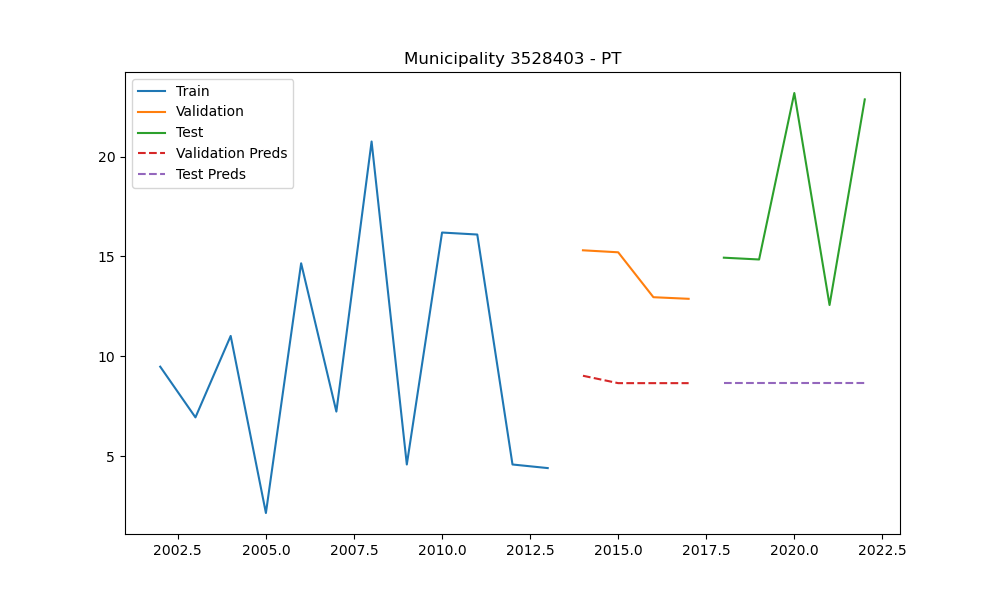 Municipality 3528403 - PT
Train
Validation
Test
Validation Preds
Test Preds
20
15
10
5
2002.5 2005.0 2007.5 2010.0 2012.5 2015.0 2017.5 2020.0 2022.5